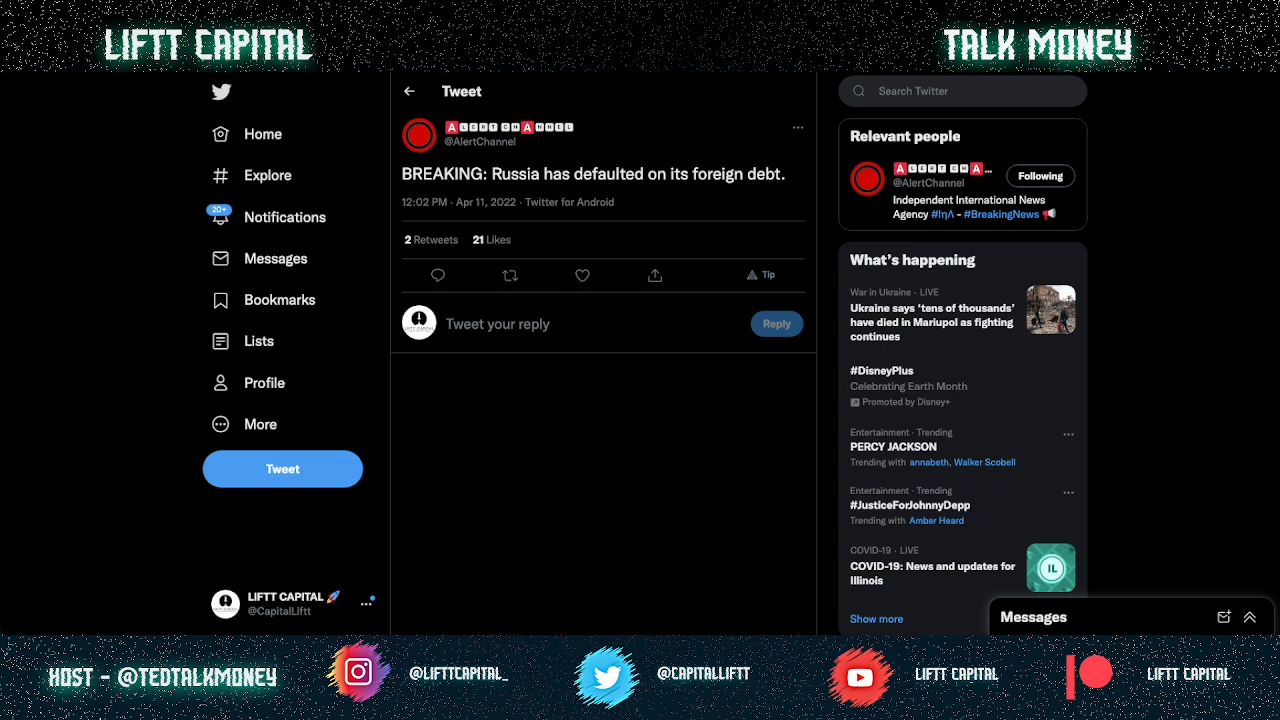 LIFTT CAPITAL
TALK MONEY
Home
Explore
20+
Notifications
Messages
Bookmarks
Lists
Profile
More
Tweet
LIFTT CAPITAL 🚀
@CapitalLiftt
Tweet
🅰🅻🅴🆁🆃 🅲🅷🅰🅽🅽🅴🅻
@AlertChannel
BREAKING: Russia has defaulted on its foreign debt.
12:02 PM · Apr 11, 2022 · Twitter for Android
2 Retweets 21 Likes
Tip
Tweet your reply
Reply
Search Twitter
Relevant people
🅰🅻🅴🆁🆃 🅲🅷🅰...
@AlertChannel
Following
Independent International News
Agency #IηΛ - #BreakingNews 📢
What's happening
War in Ukraine · LIVE
Ukraine says 'tens of thousands'
have died in Mariupol as fighting
continues
#DisneyPlus
Celebrating Earth Month
Promoted by Disney+
Entertainment · Trending
PERCY JACKSON
Trending with annabeth, Walker Scobell
Entertainment · Trending
#JusticeForJohnnyDepp
Trending with Amber Heard
COVID-19 · LIVE
COVID-19: News and updates for
Illinois
IL
Show more
Messages
HOST - @TEDTALKMONEY
@LIFTTCAPITAL_
@CAPITALLIFTT
LIFTT CAPITAL
LIFTT CAPITAL